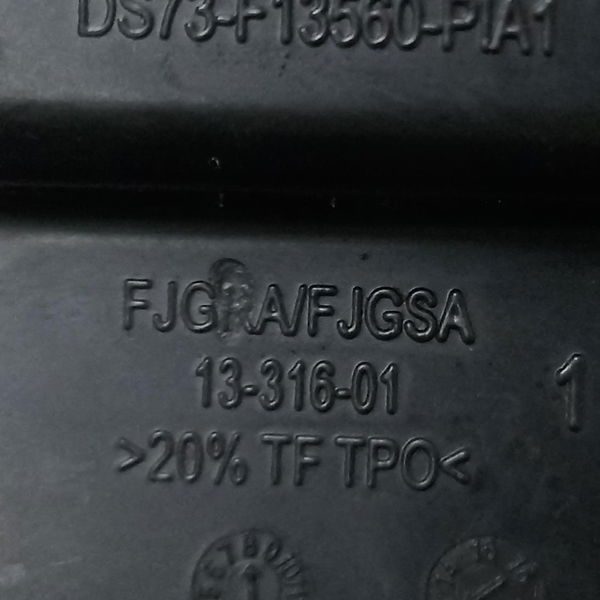 DS73-F13560-PIA1
FJGRA/FJGSA
13-316-01
1
>20% TF TPO<